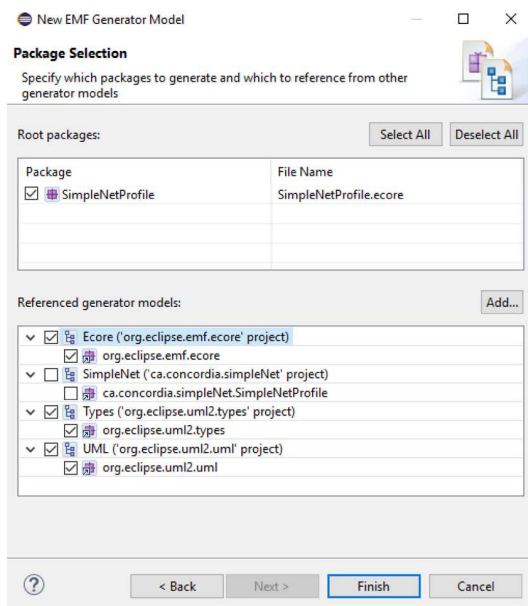 New EMF Generator Model
Package Selection
Specify which packages to generate and which to reference from other
generator models
Root packages:
Select All
Deselect All
Package
File Name
SimpleNetProfile
SimpleNetProfile.ecore
Referenced generator models:
Add...
Ecore ('org.eclipse.emf.ecore' project)
org.eclipse.emf.ecore
SimpleNet ('ca.concordia.simpleNet' project)
ca.concordia.simpleNet.SimpleNetProfile
Types ('org.eclipse.uml2.types' project)
org.eclipse.uml2.types
UML ('org.eclipse.uml2.uml' project)
org.eclipse.uml2.uml
?
< Back
Next >
Finish
Cancel